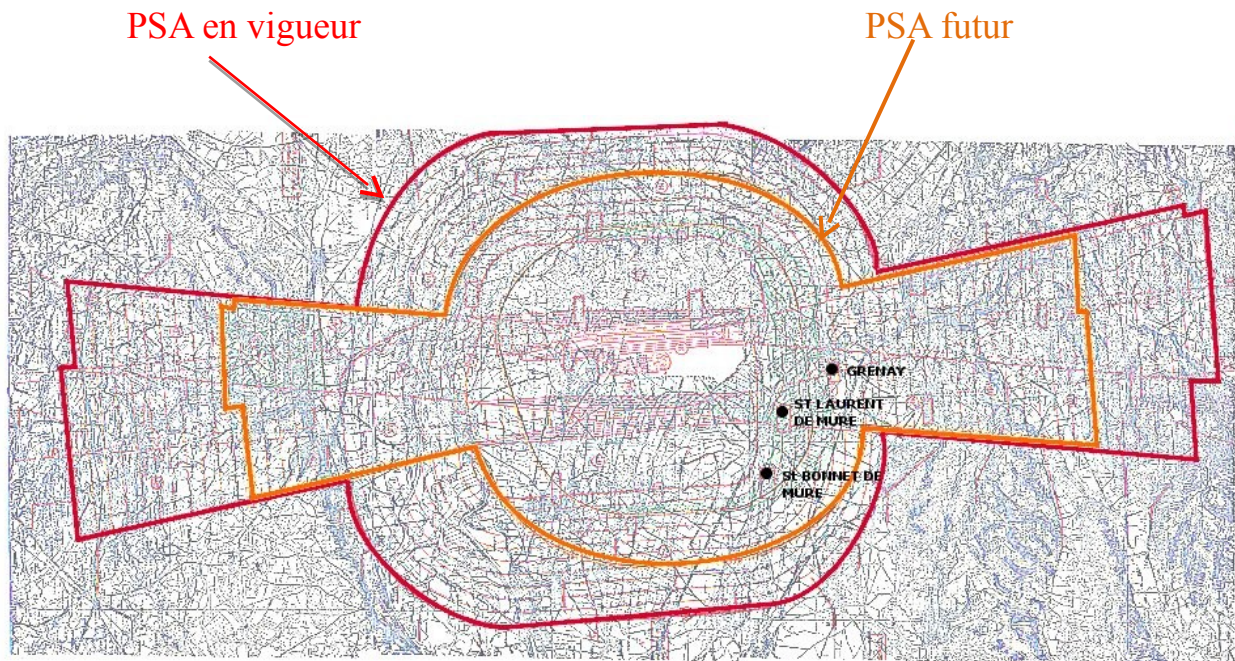 PSA en vigueur
PSA futur
GRENAY
ST LAURENT
DE MURE
St BONNET DE
MURE